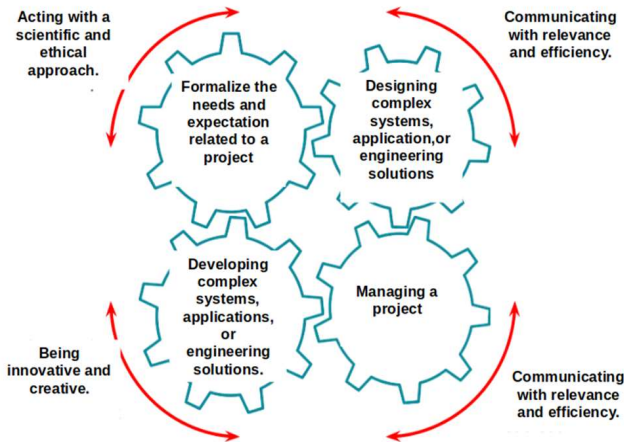 Acting with a
scientific and
ethical
approach.
Communicating
with relevance
and efficiency.
Formalize the
needs and
expectation
related to a
project
Designing
complex
systems,
application,or
engineering
solutions
Developing
complex
systems,
applications,
or
engineering
solutions.
Managing a
project
Being
innovative and
creative.
Communicating
with relevance
and efficiency.